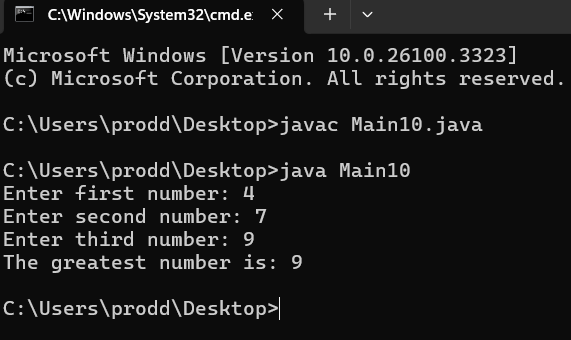 C:\Windows\System32\cmd.e
Microsoft Windows [Version 10.0.26100.3323]
(c) Microsoft Corporation. All rights reserved.
C:\Users\prodd\Desktop>javac Main10.java
C:\Users\prodd\Desktop>java Main10
Enter first number: 4
Enter second number: 7
Enter third number: 9
The greatest number is: 9
C:\Users\prodd\Desktop>